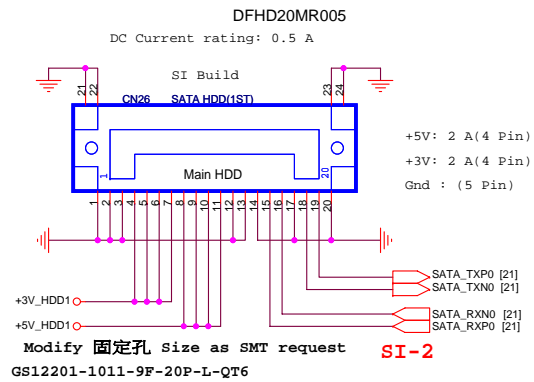 DFHD20MR005
DC Current rating: 0.5 A
SI Build
21
22
23
24
CN26 SATA HDD(1ST)
1
20
Main HDD
+5V: 2 A(4 Pin)
+3V: 2 A(4 Pin)
Gnd : (5 Pin)
1 2 3 4 5 6 7 8 9 10 11 12 13 14 15 16 17 18 19 20
SATA_TXP0 [21]
SATA_TXN0 [21]
SATA_RXN0 [21]
SATA_RXP0 [21]
+3V_HDD1
+5V_HDD1
Modify 固定孔 Size as SMT request
SI-2
GS12201-1011-9F-20P-L-QT6